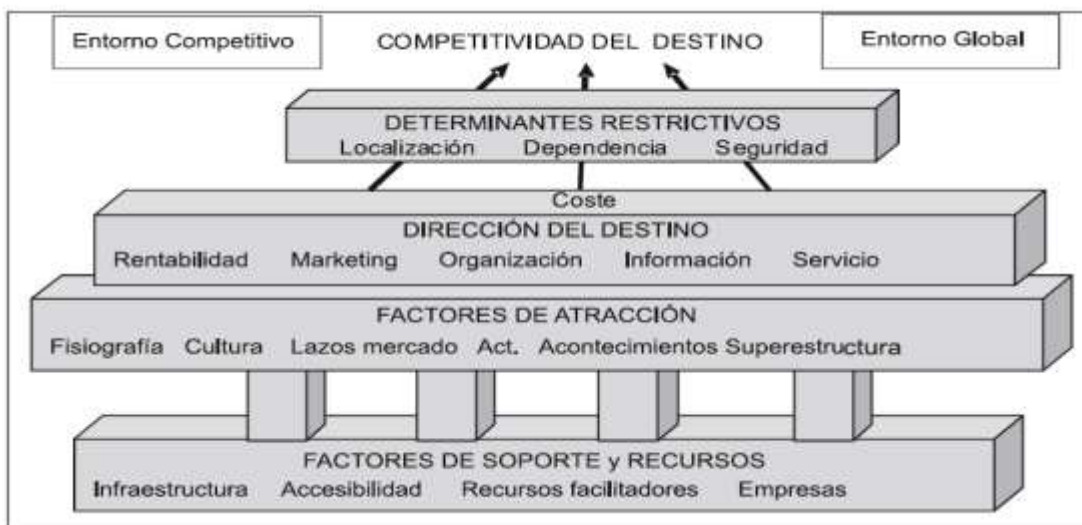 Entorno Competitivo
COMPETITIVIDAD DEL DESTINO
Entorno Global
DETERMINANTES RESTRICTIVOS
Localización Dependencia Seguridad
Coste
DIRECCIÓN DEL DESTINO
Rentabilidad Marketing Organización Información Servicio
FACTORES DE ATRACCIÓN
Fisiografía Cultura Lazos mercado Act. Acontecimientos Superestructura
FACTORES DE SOPORTE y RECURSOS
Infraestructura Accesibilidad Recursos facilitadores Empresas